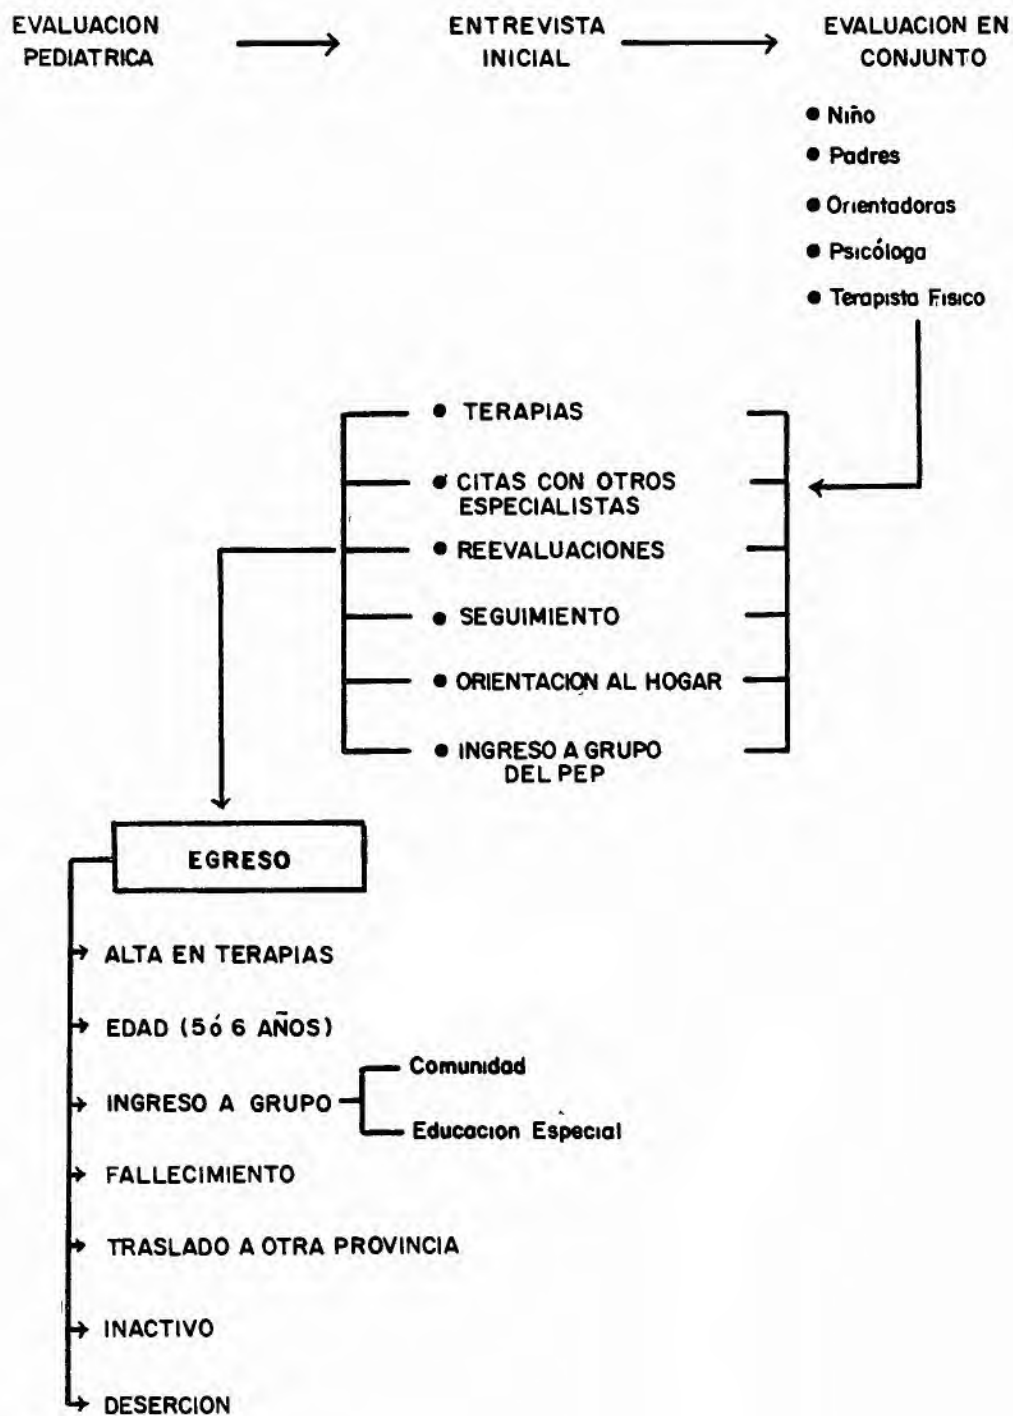 EVALUACION
PEDIATRICA
ENTREVISTA
INICIAL
EVALUACION EN
CONJUNTO
● Niño
● Padres
● Orientadoras
● Psicóloga
● Terapista Fisico
● TERAPIAS
● CITAS CON OTROS
ESPECIALISTAS
● REEVALUACIONES
● SEGUIMIENTO
● ORIENTACION AL HOGAR
● INGRESO A GRUPO
DEL PEP
EGRESO
ALTA EN TERAPIAS
EDAD (5 ó 6 AÑOS)
INGRESO A GRUPO
Comunidad
Educacion Especial
FALLECIMIENTO
TRASLADO A OTRA PROVINCIA
INACTIVO
DESERCION